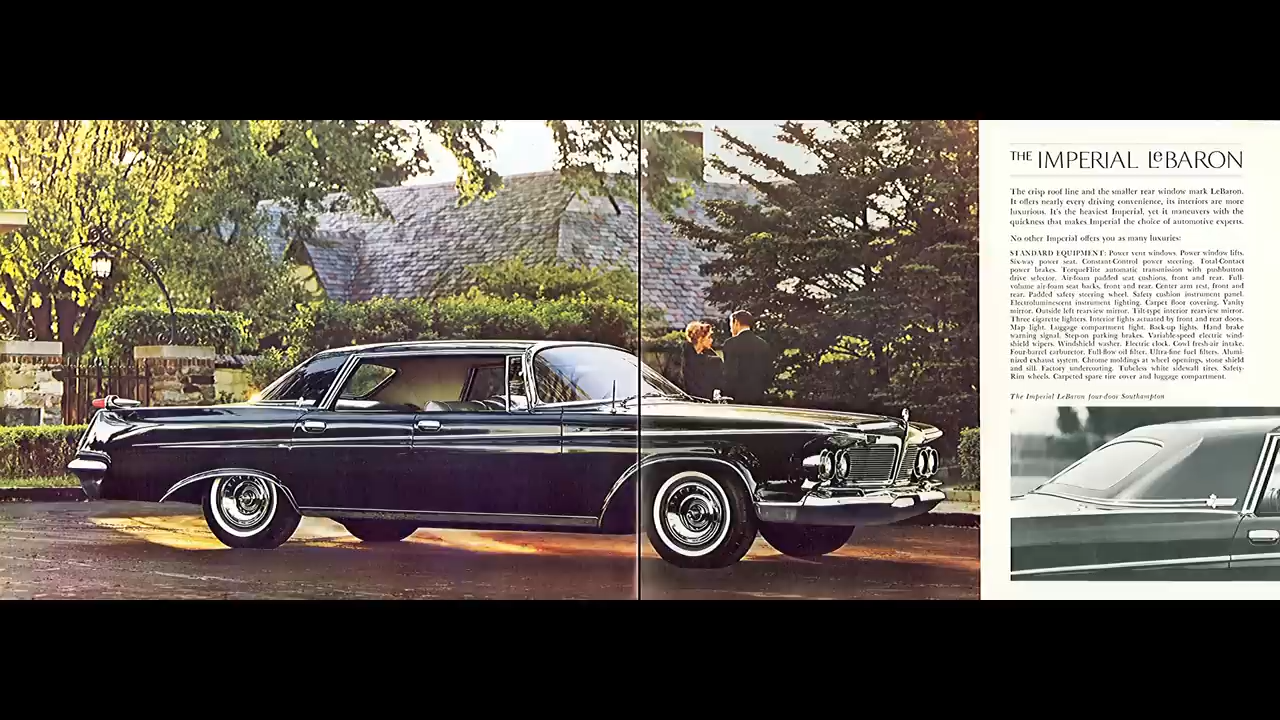 THE IMPERIAL LeBARON
The crisp roof line and the smaller rear window mark LeBaron.
It offers nearly every driving convenience, its interiors are more
luxurious. It's the heaviest Imperial, yet it maneuvers with the
quickness that makes Imperial the choice of automotive experts.
No other Imperial offers you as many luxuries:
STANDARD EQUIPMENT: Power vent windows. Power window lifts.
Six-way power seat. Constant-Control power steering. Total-Contact
power brakes. TorqueFlite automatic transmission with pushbutton
drive selector. Air-foam padded seat cushions, front and rear. Full-
volume air-foam seat backs, front and rear. Center arm rest, front and
rear. Padded safety steering wheel. Safety cushion instrument panel.
Electroluminescent instrument lighting. Carpet floor covering. Vanity
mirror. Outside left rearview mirror. Tilt-type interior rearview mirror.
Three cigarette lighters. Interior lights actuated by front and rear doors.
Map light. Luggage compartment light. Back-up lights. Hand brake
warning signal. Step-on parking brakes. Variable-speed electric wind-
shield wipers. Windshield washer. Electric clock. Cowl fresh-air intake.
Four-barrel carburetor. Full-flow oil filter. Ultra-fine fuel filters. Alumi-
nized exhaust system. Chrome moldings at wheel openings, stone shield
and sill. Factory undercoating. Tubeless white sidewall tires. Safety-
Rim wheels. Carpeted spare tire cover and luggage compartment.
The Imperial LeBaron four-door Southampton